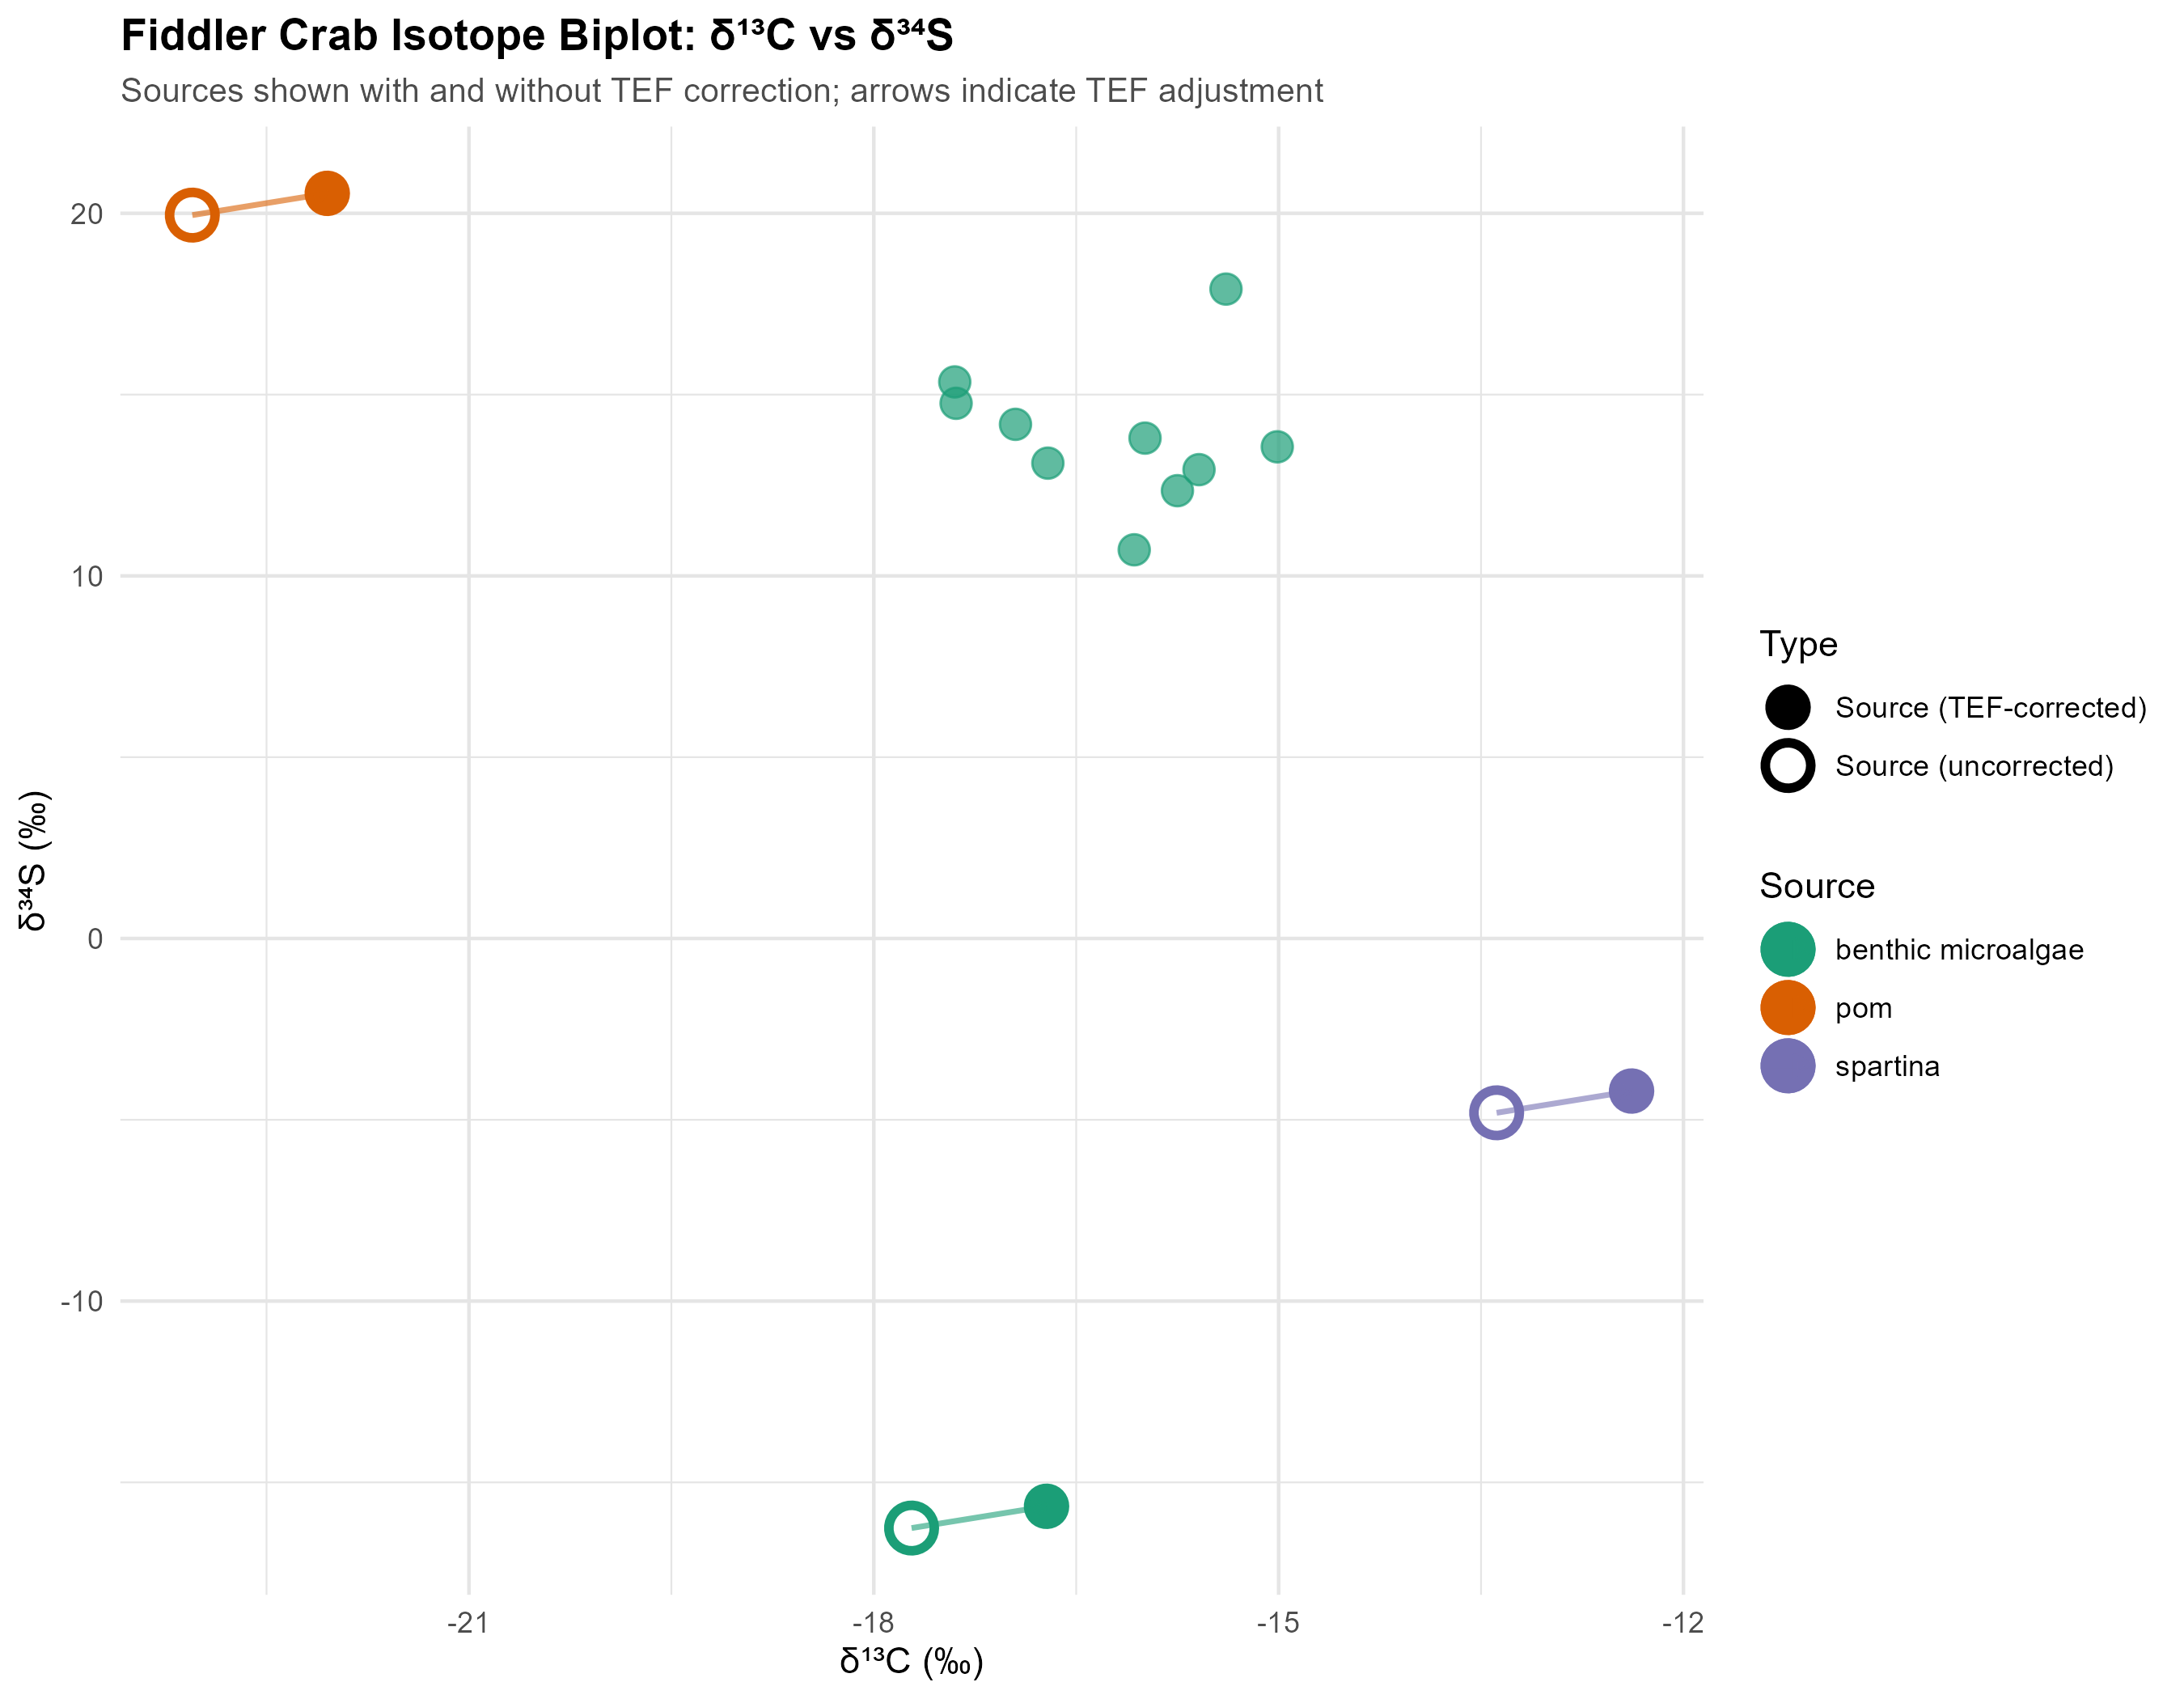 Fiddler Crab Isotope Biplot: δ¹³C vs δ³⁴S
Sources shown with and without TEF correction; arrows indicate TEF adjustment
20
10
0
-10
δ³⁴S (‰)
-21
-18
-15
-12
δ¹³C (‰)
Type
Source (TEF-corrected)
Source (uncorrected)
Source
benthic microalgae
pom
spartina